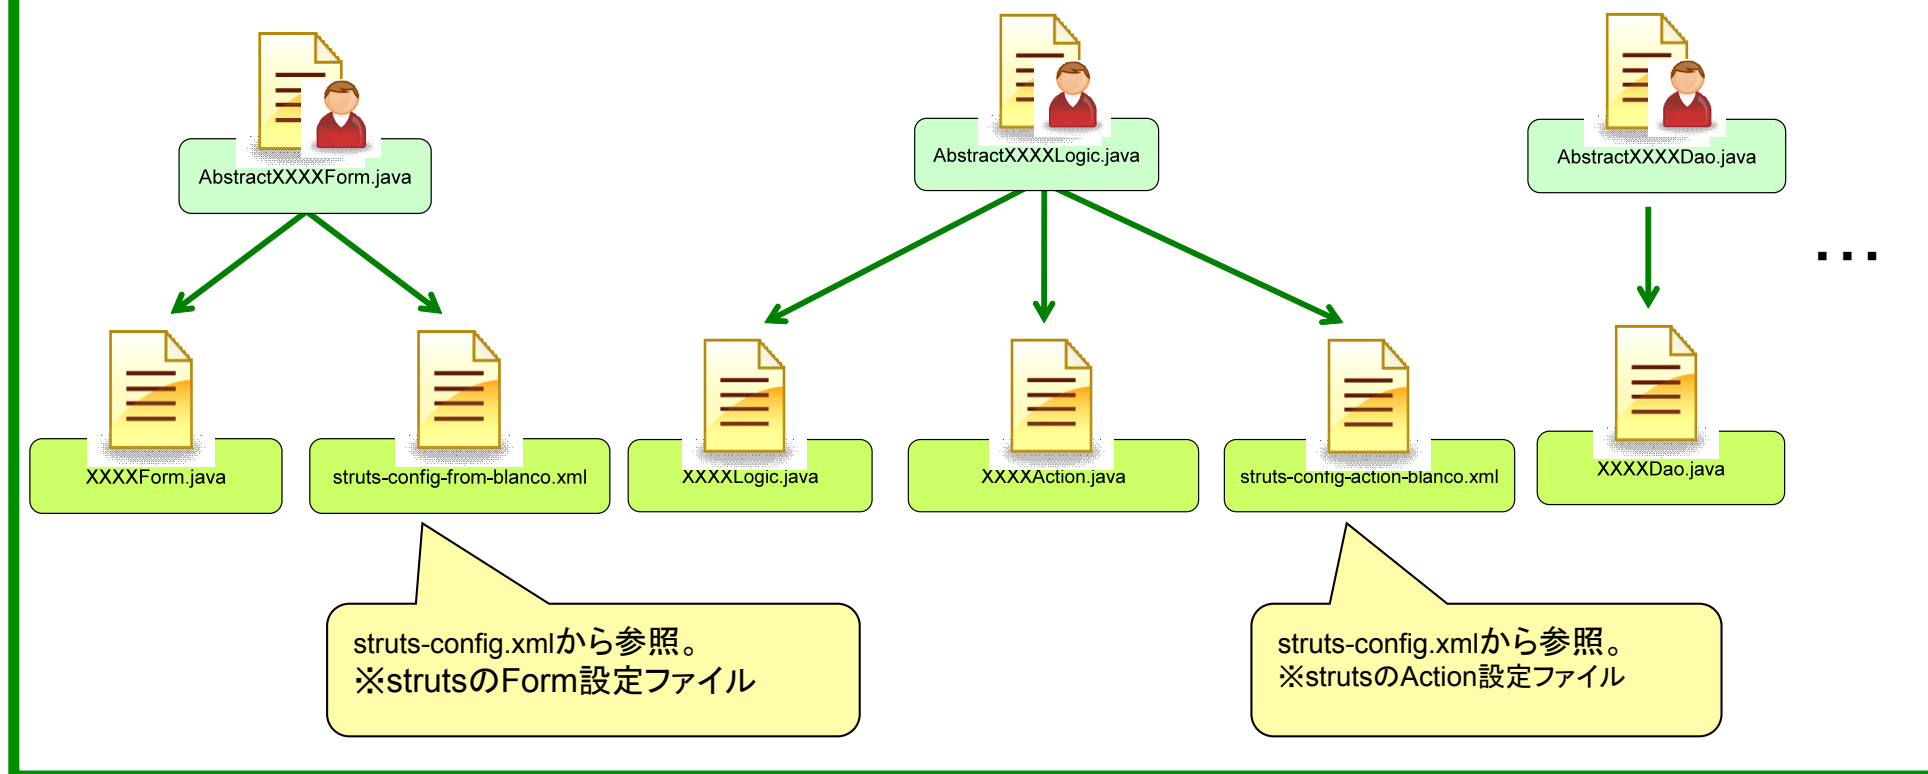 AbstractXXXXForm.java
AbstractXXXXLogic.java
AbstractXXXXDao.java
...
XXXXForm.java
struts-config-from-blanco.xml
XXXXLogic.java
XXXXAction.java
struts-config-action-blanco.xml
XXXXDao.java
struts-config.xmlから参照。
※strutsのForm設定ファイル
struts-config.xmlから参照。
※strutsのAction設定ファイル